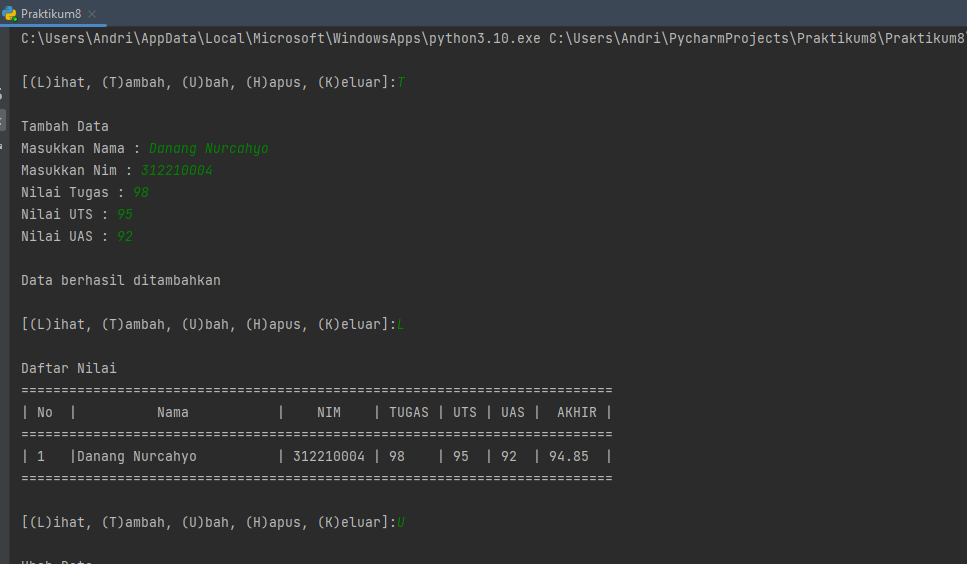 Praktikum8
C:\Users\Andri\AppData\Local\Microsoft\WindowsApps\python3.10.exe C:\Users\Andri\PycharmProjects\Praktikum8\Praktikum8
[(L)ihat, (T)ambah, (U)bah, (H)apus, (K)eluar]:T
Tambah Data
Masukkan Nama : Danang Nurcahyo
Masukkan Nim : 312210004
Nilai Tugas : 98
Nilai UTS : 95
Nilai UAS : 92
Data berhasil ditambahkan
[(L)ihat, (T)ambah, (U)bah, (H)apus, (K)eluar]:L
Daftar Nilai
==========================================================================
| No  |          Nama           |    NIM    | TUGAS | UTS | UAS |  AKHIR |
==========================================================================
| 1   |Danang Nurcahyo          | 312210004 | 98    | 95  | 92  | 94.85  |
==========================================================================
[(L)ihat, (T)ambah, (U)bah, (H)apus, (K)eluar]:U
Ubah Data